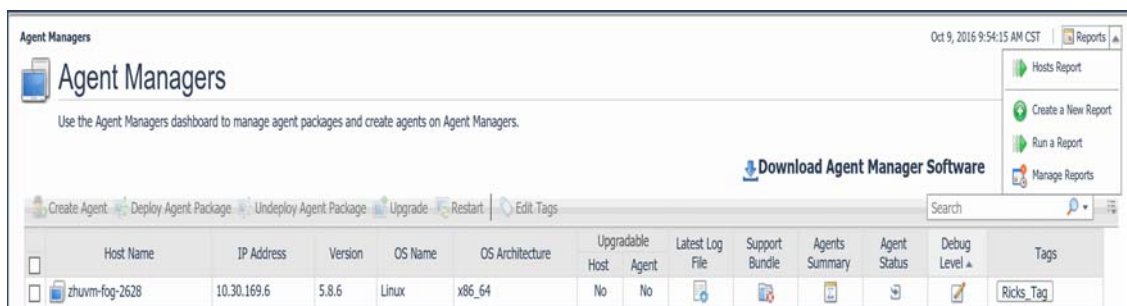 Agent Managers
Oct 9, 2016 9:54:15 AM CST | Reports
Agent Managers
Hosts Report
Create a New Report
Run a Report
Manage Reports
Use the Agent Managers dashboard to manage agent packages and create agents on Agent Managers.
Download Agent Manager Software
Create Agent Deploy Agent Package Undeploy Agent Package Upgrade Restart | Edit Tags Search
Host Name IP Address Version OS Name OS Architecture Upgradable Host Agent Latest Log File Support Bundle Agents Summary Agent Status Debug Level Tags
zhuvm-fog-2628 10.30.169.6 5.8.6 Linux x86_64 No No Ricks_Tag